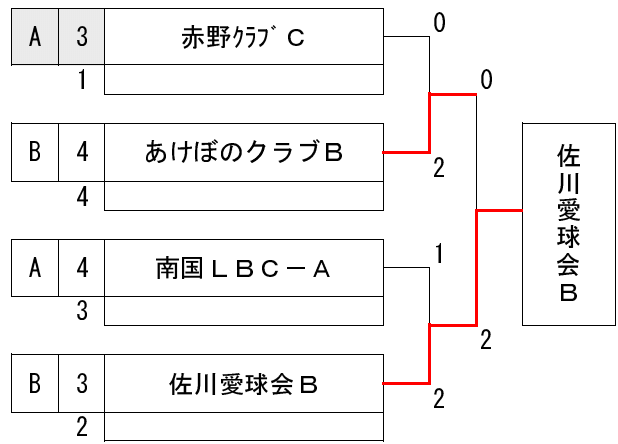 A 3 赤野ｸﾗﾌﾞC 0
1 0
B 4 あけぼのクラブB 2
4
佐川愛球会B
A 4 南国LBC－A 1
3 2
B 3 佐川愛球会B 2
2